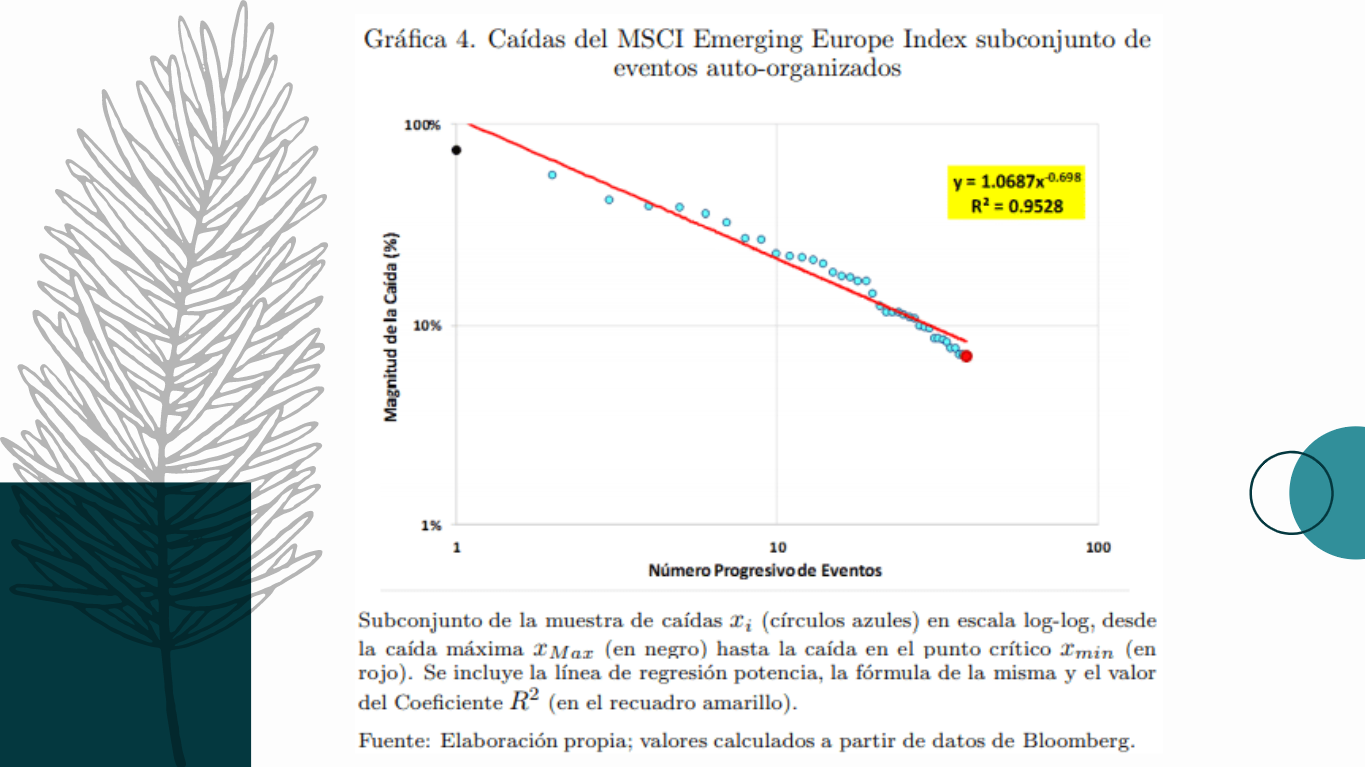 Gráfica 4. Caídas del MSCI Emerging Europe Index subconjunto de
eventos auto-organizados
100%
y = 1.0687x^-0.698
R² = 0.9528
Magnitud de la Caída (%)
10%
1%
1 10 100
Número Progresivo de Eventos
Subconjunto de la muestra de caídas x_i (círculos azules) en escala log-log, desde
la caída máxima x_Max (en negro) hasta la caída en el punto crítico x_min (en
rojo). Se incluye la línea de regresión potencia, la fórmula de la misma y el valor
del Coeficiente R² (en el recuadro amarillo).
Fuente: Elaboración propia; valores calculados a partir de datos de Bloomberg.